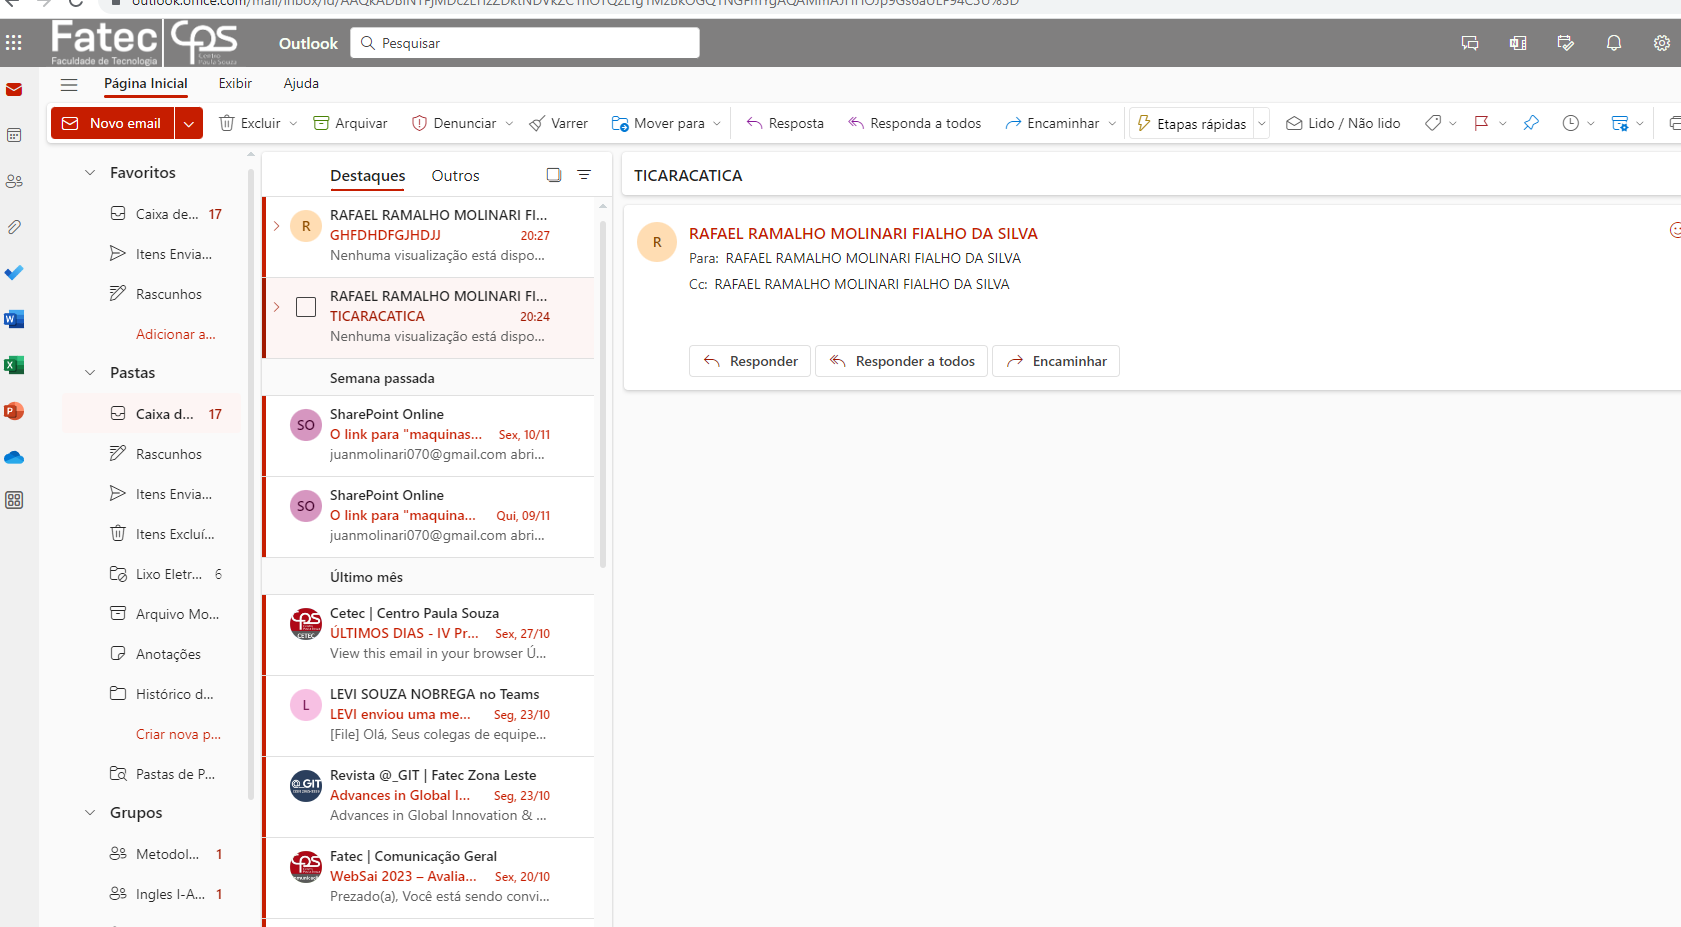 Fatec
Faculdade de Tecnologia
CPS
Centro
Paula Souza
Outlook
Pesquisar
Página Inicial
Exibir
Ajuda
Novo email
Excluir
Arquivar
Denunciar
Varrer
Mover para
Resposta
Responda a todos
Encaminhar
Etapas rápidas
Lido / Não lido
Favoritos
Caixa de... 17
Itens Envia...
Rascunhos
Adicionar a...
Pastas
Caixa d... 17
Rascunhos
Itens Envia...
Itens Excluí...
Lixo Eletr... 6
Arquivo Mo...
Anotações
Histórico d...
Criar nova p...
Pastas de P...
Grupos
Metodol... 1
Ingles I-A... 1
Destaques
Outros
R
RAFAEL RAMALHO MOLINARI FI...
GHFDHDFGJHDJJ 20:27
Nenhuma visualização está dispo...
RAFAEL RAMALHO MOLINARI FI...
TICARACATICA 20:24
Nenhuma visualização está dispo...
Semana passada
SO
SharePoint Online
O link para "maquinas... Sex, 10/11
juanmolinari070@gmail.com abri...
SO
SharePoint Online
O link para "maquina... Qui, 09/11
juanmolinari070@gmail.com abri...
Último mês
CPS
CETEC
Cetec | Centro Paula Souza
ÚLTIMOS DIAS - IV Pr... Sex, 27/10
View this email in your browser Ú...
L
LEVI SOUZA NOBREGA no Teams
LEVI enviou uma me... Seg, 23/10
[File] Olá, Seus colegas de equipe...
@_GIT
Revista @_GIT | Fatec Zona Leste
Advances in Global I... Seg, 23/10
Advances in Global Innovation & ...
CPS
Fatec | Comunicação Geral
WebSai 2023 – Avalia... Sex, 20/10
Prezado(a), Você está sendo convi...
TICARACATICA
R
RAFAEL RAMALHO MOLINARI FIALHO DA SILVA
Para: RAFAEL RAMALHO MOLINARI FIALHO DA SILVA
Cc: RAFAEL RAMALHO MOLINARI FIALHO DA SILVA
Responder
Responder a todos
Encaminhar